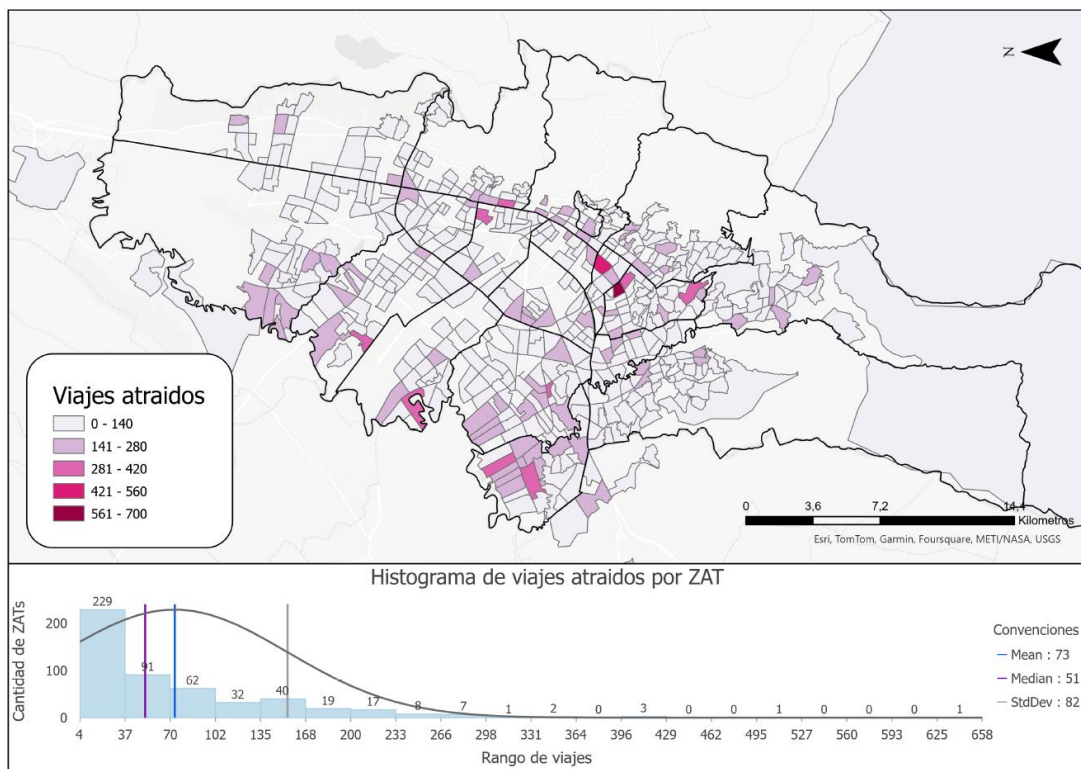 N
Viajes atraidos
0 - 140
141 - 280
281 - 420
421 - 560
561 - 700
0 3,6 7,2 14,4
Kilometros
Esri, TomTom, Garmin, Foursquare, METI/NASA, USGS
Histograma de viajes atraidos por ZAT
Cantidad de ZATs
200
100
0
229 91 62 32 40 19 17 8 7 1 2 0 3 0 0 1 0 0 0 1
4 37 70 102 135 168 200 233 266 298 331 364 396 429 462 495 527 560 593 625 658
Rango de viajes
Convenciones
Mean : 73
Median : 51
StdDev : 82